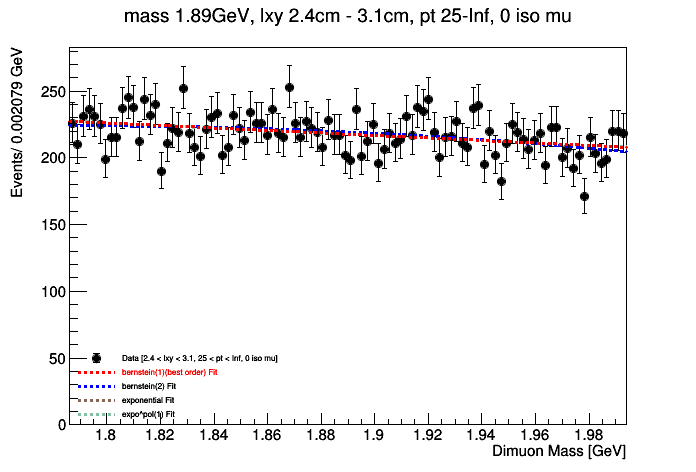 mass 1.89GeV, lxy 2.4cm - 3.1cm, pt 25-Inf, 0 iso mu
Events/ 0.002079 GeV
250
200
150
100
50
0
Data [2.4 < lxy < 3.1, 25 < pt < Inf, 0 iso mu]
bernstein(1)(best order) Fit
bernstein(2) Fit
exponential Fit
expo*pol(1) Fit
1.8 1.82 1.84 1.86 1.88 1.9 1.92 1.94 1.96 1.98
Dimuon Mass [GeV]